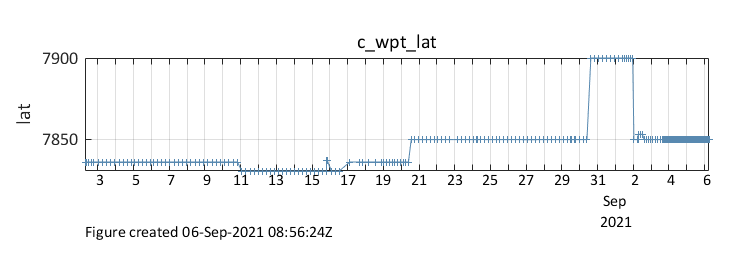 c_wpt_lat
7900
7850
lat
3 5 7 9 11 13 15 17 19 21 23 25 27 29 31 2 4 6
Sep
2021
Figure created 06-Sep-2021 08:56:24Z